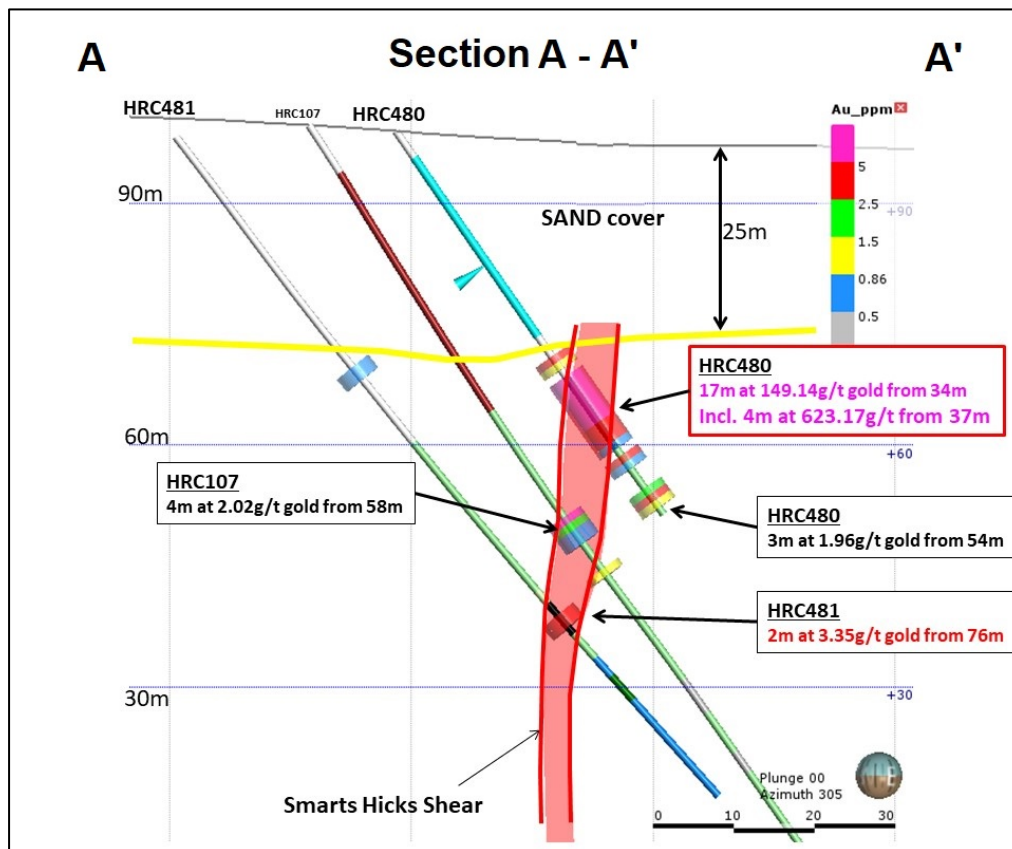 A
Section A - A'
A'
HRC481
HRC107
HRC480
Au_ppm
5
2.5
1.5
0.86
0.5
90m
+90
SAND cover
25m
HRC480
17m at 149.14g/t gold from 34m
Incl. 4m at 623.17g/t from 37m
60m
+60
HRC107
4m at 2.02g/t gold from 58m
HRC480
3m at 1.96g/t gold from 54m
HRC481
2m at 3.35g/t gold from 76m
30m
+30
Smarts Hicks Shear
Plunge 00
Azimuth 305
0 10 20 30